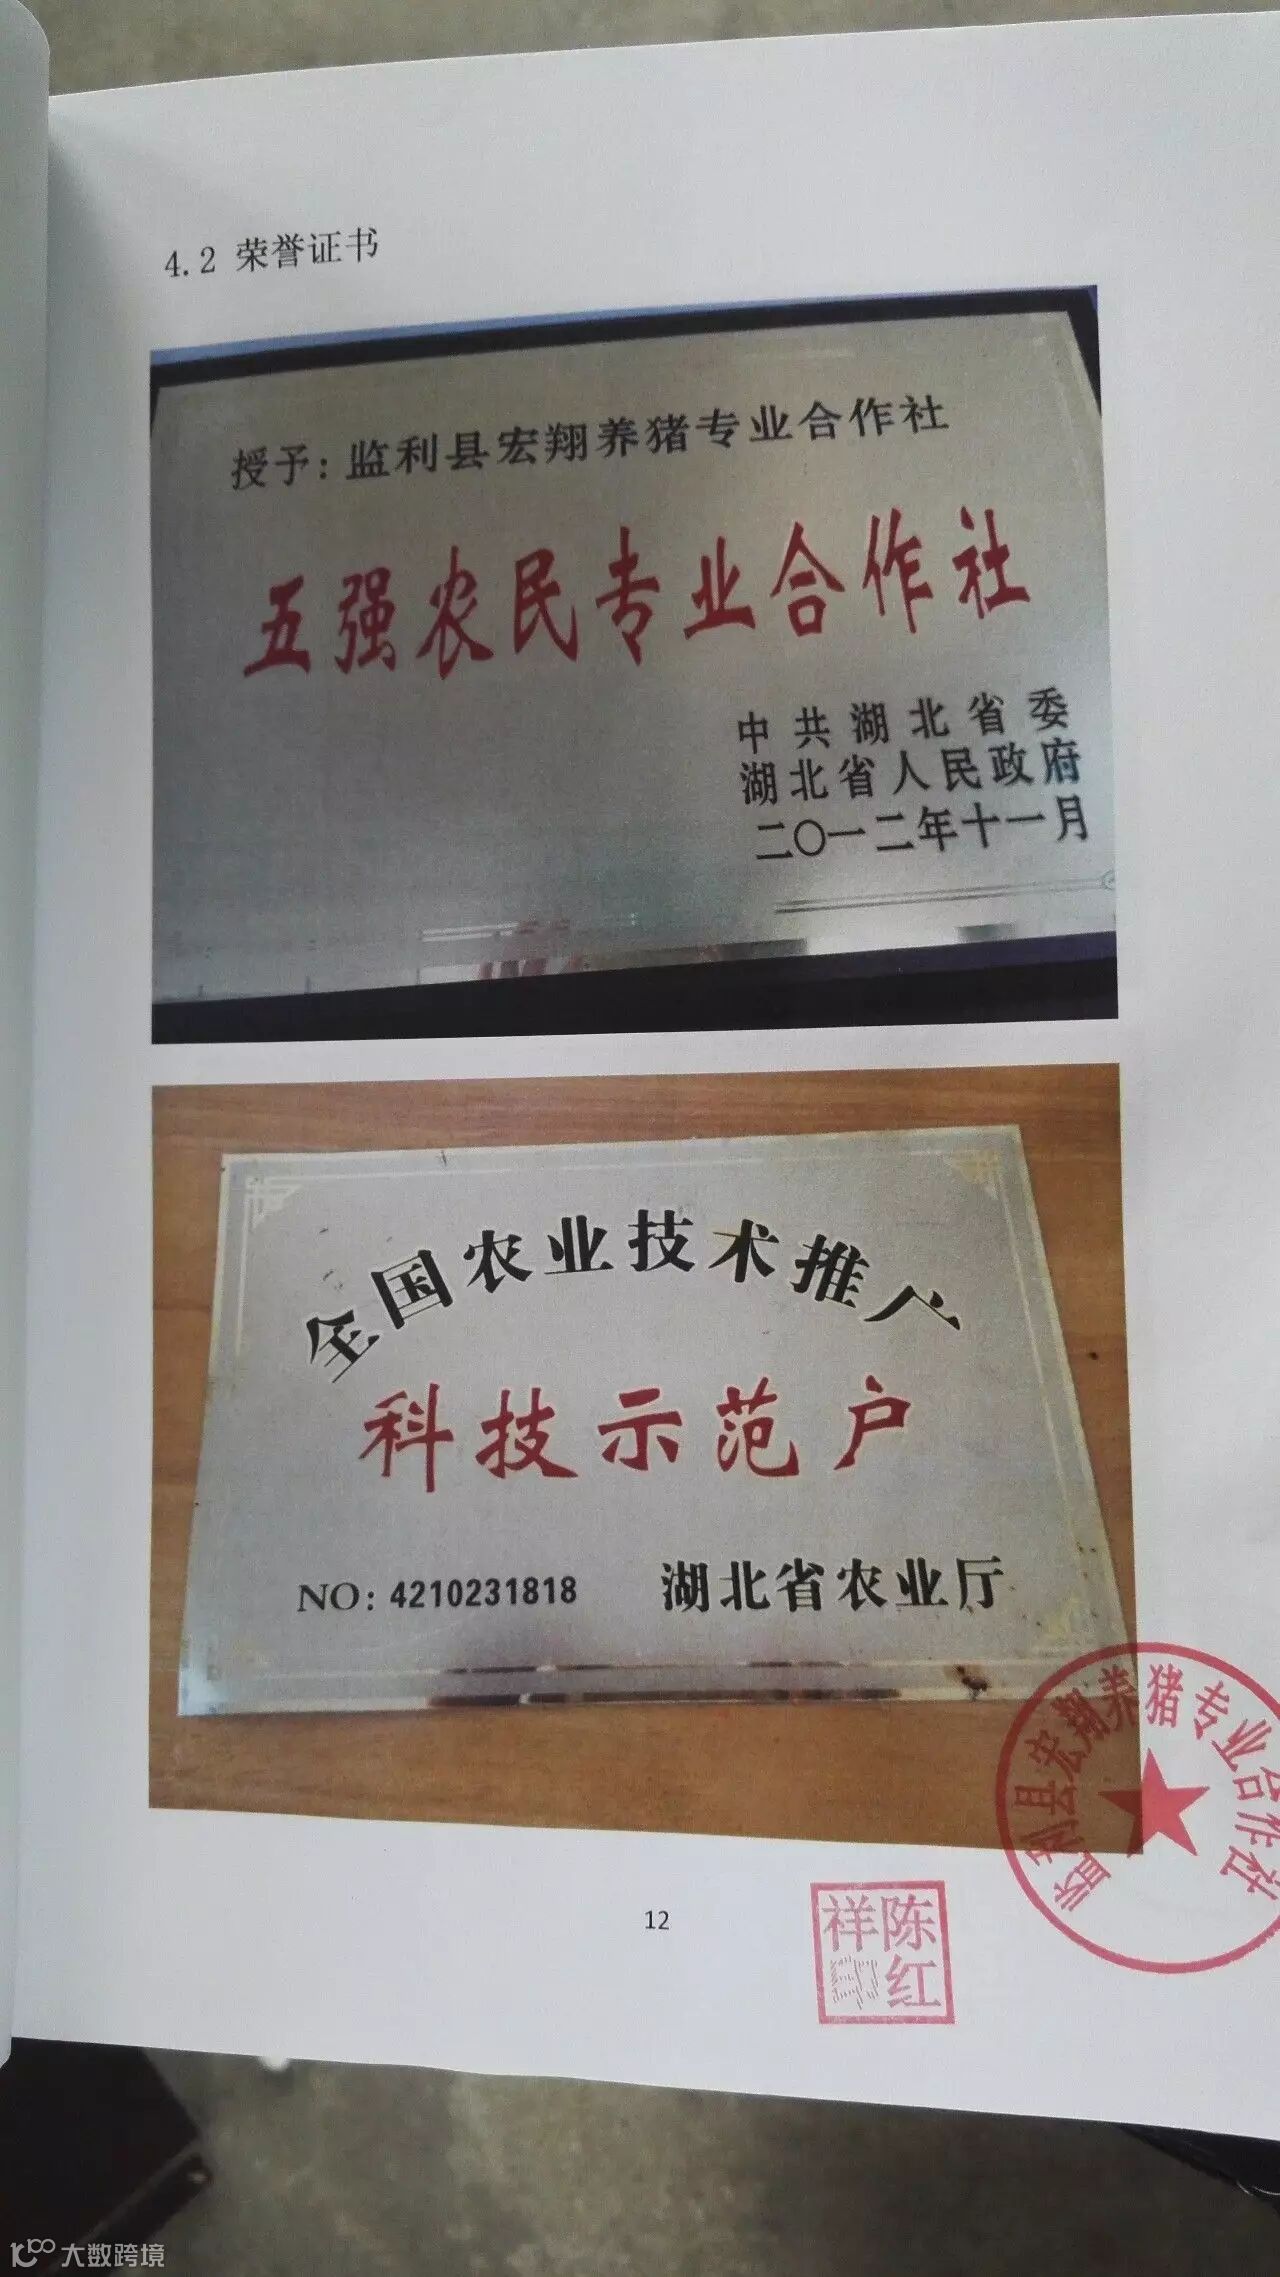 4.2 荣誉证书
授予：监利县宏翔养猪专业合作社
五强农民专业合作社
中共湖北省委
湖北省人民政府
二〇一二年十一月
全国农业技术推广
科技示范户
NO: 4210231818 湖北省农业厅
监利县宏翔养猪专业合作社
12
陈红祥印
大数跨境